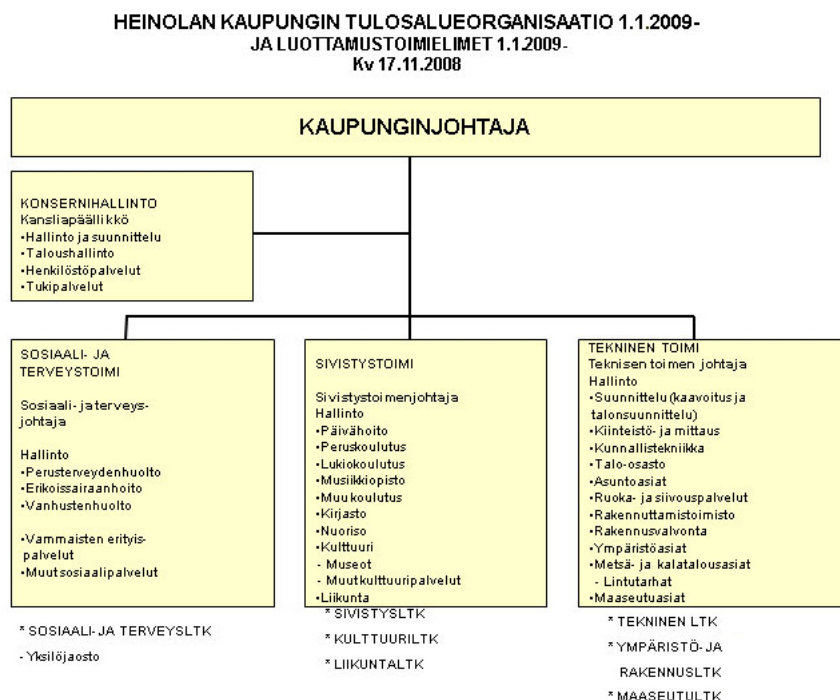 HEINOLAN KAUPUNGIN TULOSALUEORGANISAATIO 1.1.2009-
JA LUOTTAMUSTOIMIELIMET 1.1.2009-
Kv 17.11.2008
KAUPUNGINJOHTAJA
KONSERNIHALLINTO
Kansliapäällikkö
•Hallinto ja suunnittelu
•Taloushallinto
•Henkilöstöpalvelut
•Tukipalvelut
SOSIAALI- JA
TERVEYSTOIMI
Sosiaali- ja terveys-
johtaja
Hallinto
•Perusterveydenhuolto
•Erikoissairaanhoito
•Vanhustenhuolto
•Vammaisten erityis-
palvelut
•Muut sosiaalipalvelut
* SOSIAALI- JA TERVEYSLTK
- Yksilöjaosto
SIVISTYSTOIMI
Sivistystoimenjohtaja
Hallinto
•Päivähoito
•Peruskoulutus
•Lukiokoulutus
•Musiikkiopisto
•Muu koulutus
•Kirjasto
•Nuoriso
•Kulttuuri
- Museot
- Muut kulttuuripalvelut
•Liikunta
* SIVISTYSLTK
* KULTTUURILTK
* LIIKUNTALTK
TEKNINEN TOIMI
Teknisen toimen johtaja
Hallinto
•Suunnittelu (kaavoitus ja
talonsuunnittelu)
•Kiinteistö- ja mittaus
•Kunnallistekniikka
•Talo-osasto
•Asuntoasiat
•Ruoka- ja siivouspalvelut
•Rakennuttamistoimisto
•Rakennusvalvonta
•Ympäristöasiat
•Metsä- ja kalatalousasiat
- Lintutarhat
•Maaseutuasiat
* TEKNINEN LTK
* YMPÄRISTÖ- JA
RAKENNUSLTK
* MAASEUTULTK